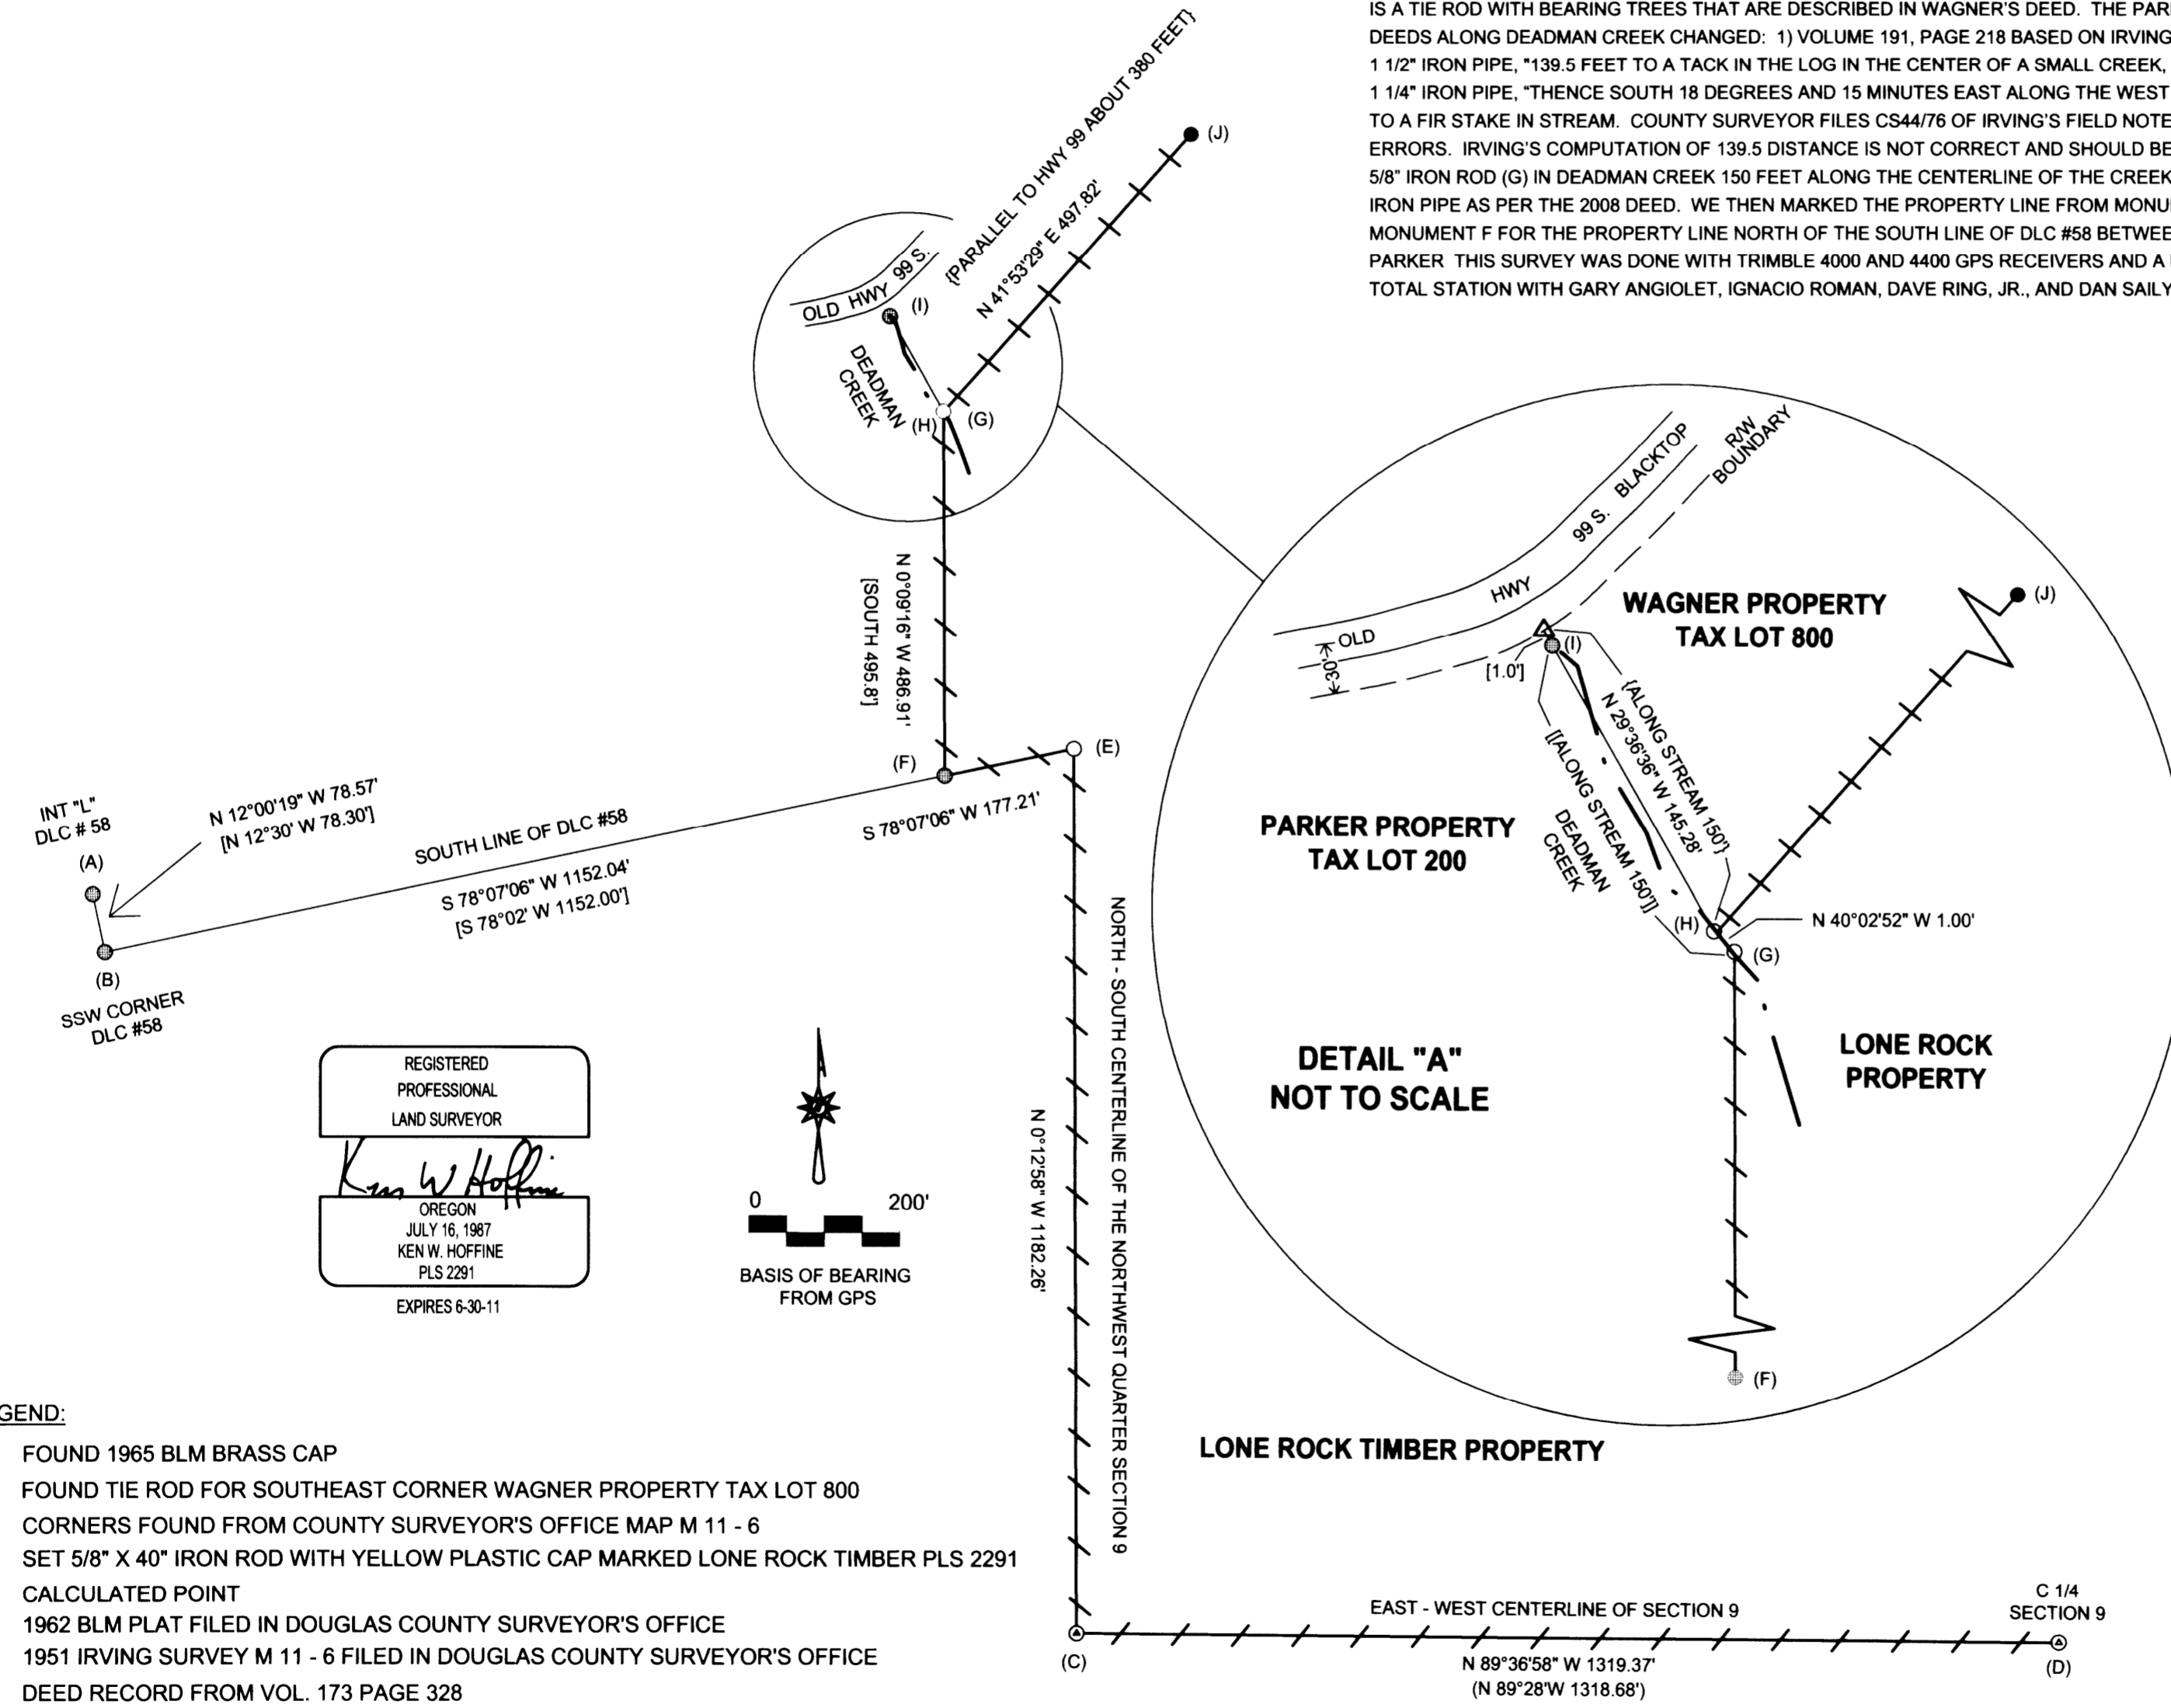 IS A TIE ROD WITH BEARING TREES THAT ARE DESCRIBED IN WAGNER'S DEED. THE PAR
DEEDS ALONG DEADMAN CREEK CHANGED: 1) VOLUME 191, PAGE 218 BASED ON IRVING
1 1/2" IRON PIPE, "139.5 FEET TO A TACK IN THE LOG IN THE CENTER OF A SMALL CREEK,
1 1/4" IRON PIPE, "THENCE SOUTH 18 DEGREES AND 15 MINUTES EAST ALONG THE WEST
TO A FIR STAKE IN STREAM. COUNTY SURVEYOR FILES CS44/76 OF IRVING'S FIELD NOTE
ERRORS. IRVING'S COMPUTATION OF 139.5 DISTANCE IS NOT CORRECT AND SHOULD BE
5/8" IRON ROD (G) IN DEADMAN CREEK 150 FEET ALONG THE CENTERLINE OF THE CREEK
IRON PIPE AS PER THE 2008 DEED. WE THEN MARKED THE PROPERTY LINE FROM MONU
MONUMENT F FOR THE PROPERTY LINE NORTH OF THE SOUTH LINE OF DLC #58 BETWEE
PARKER THIS SURVEY WAS DONE WITH TRIMBLE 4000 AND 4400 GPS RECEIVERS AND A
TOTAL STATION WITH GARY ANGIOLET, IGNACIO ROMAN, DAVE RING, JR., AND DAN SAILY
{PARALLEL TO HWY 99 ABOUT 380 FEET}
N 41°53'29" E 497.82'
(J)
OLD HWY 99 S.
(I)
DEADMAN
CREEK
(H)
(G)
N 0°09'16" W 486.91'
[SOUTH 495.8']
(F)
(E)
S 78°07'06" W 177.21'
INT "L"
DLC # 58
(A)
N 12°00'19" W 78.57'
[N 12°30' W 78.30']
SOUTH LINE OF DLC #58
S 78°07'06" W 1152.04'
[S 78°02' W 1152.00']
(B)
SSW CORNER
DLC #58
R/W
BOUNDARY
OLD HWY 99 S. BLACKTOP
30'
WAGNER PROPERTY
TAX LOT 800
(J)
(I)
[1.0']
{ALONG STREAM 150'}
N 29°36'36" W 145.28'
[[ALONG STREAM 150']]
DEADMAN
CREEK
PARKER PROPERTY
TAX LOT 200
(H)
N 40°02'52" W 1.00'
(G)
DETAIL "A"
NOT TO SCALE
LONE ROCK
PROPERTY
(F)
REGISTERED
PROFESSIONAL
LAND SURVEYOR
Ken W Hoffine
OREGON
JULY 16, 1987
KEN W. HOFFINE
PLS 2291
EXPIRES 6-30-11
0 200'
BASIS OF BEARING
FROM GPS
N 0°12'58" W 1182.26'
NORTH - SOUTH CENTERLINE OF THE NORTHWEST QUARTER SECTION 9
LONE ROCK TIMBER PROPERTY
GEND:
FOUND 1965 BLM BRASS CAP
FOUND TIE ROD FOR SOUTHEAST CORNER WAGNER PROPERTY TAX LOT 800
CORNERS FOUND FROM COUNTY SURVEYOR'S OFFICE MAP M 11 - 6
SET 5/8" X 40" IRON ROD WITH YELLOW PLASTIC CAP MARKED LONE ROCK TIMBER PLS 2291
CALCULATED POINT
1962 BLM PLAT FILED IN DOUGLAS COUNTY SURVEYOR'S OFFICE
1951 IRVING SURVEY M 11 - 6 FILED IN DOUGLAS COUNTY SURVEYOR'S OFFICE
DEED RECORD FROM VOL. 173 PAGE 328
(C)
EAST - WEST CENTERLINE OF SECTION 9
N 89°36'58" W 1319.37'
(N 89°28'W 1318.68')
C 1/4
SECTION 9
(D)